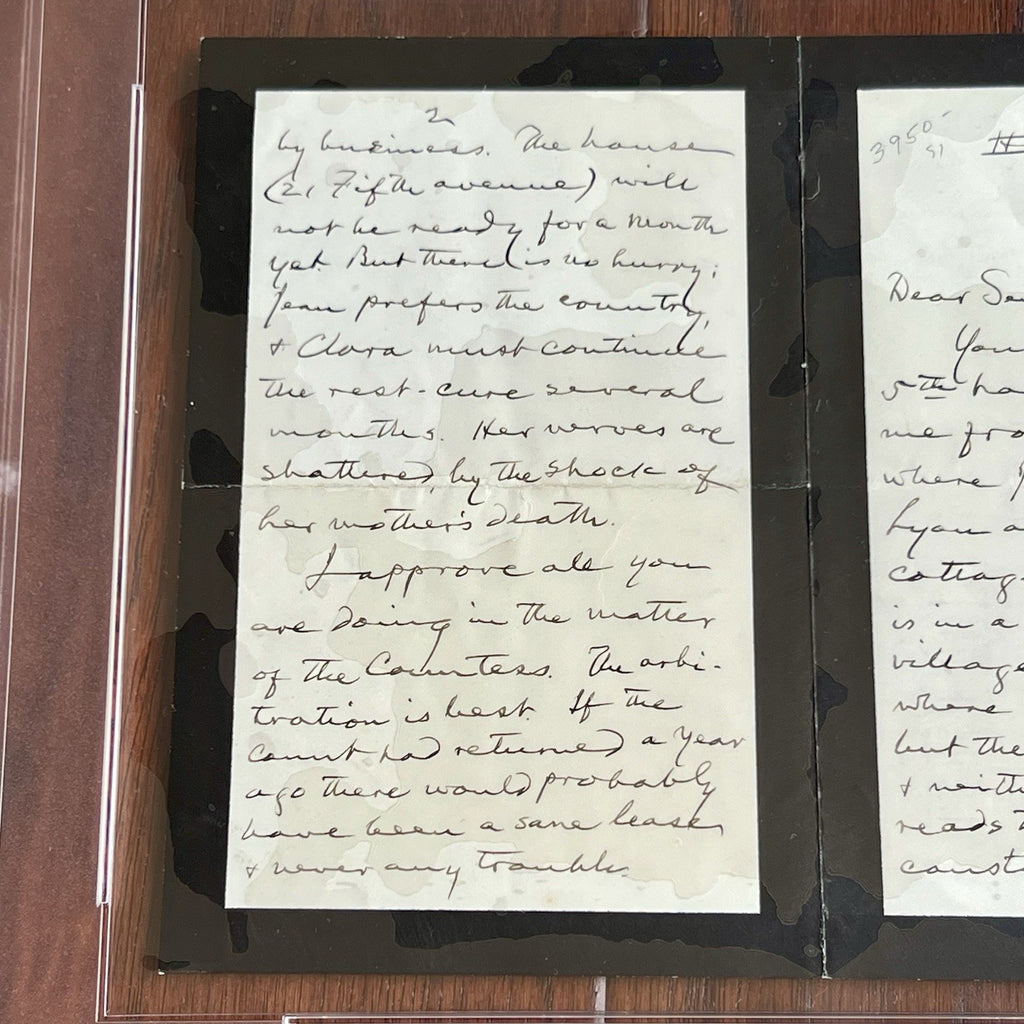 2
by business. The house
(21 Fifth avenue) will
not be ready for a month
yet. But there is no hurry;
Jean prefers the country,
& Clara must continue
the rest-cure several
months. Her nerves are
shattered, by the shock of
her mother's death.
I approve all you
are doing in the matter
of the Countess. The arbi-
tration is best. If the
count had returned a year
ago there would probably
have been a sane lease,
& never any trouble.
3950-
91
Dear
You
5th
me fro
where
Lyon a
cottag
is in a
village
where
but the
& neith
reads
const